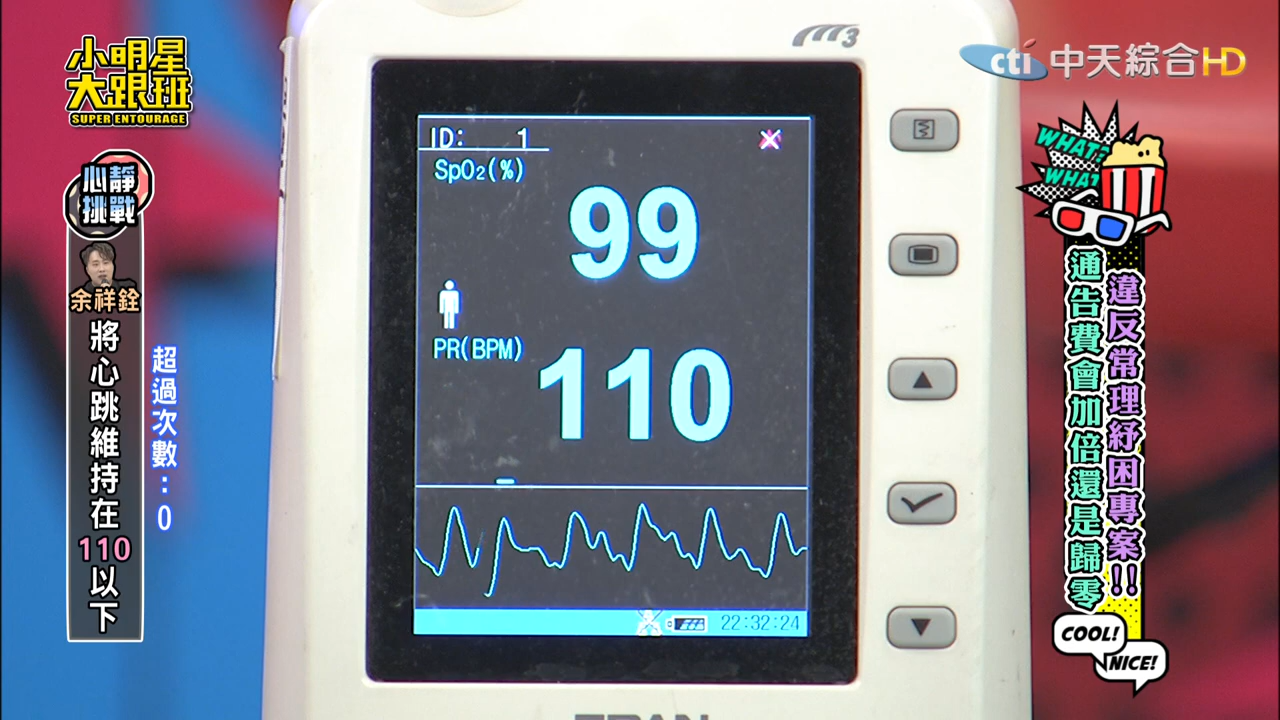 小明星
大跟班
SUPER ENTOURAGE
心靜
挑戰
余祥銓
將心跳維持在110以下
超過次數：0
m3
ID: 1
SpO₂(%)
99
PR(BPM)
110
22:32:24
cti 中天綜合HD
WHAT?
WHAT?
違反常理紓困專案!!
通告費會加倍還是歸零
COOL!
NICE!